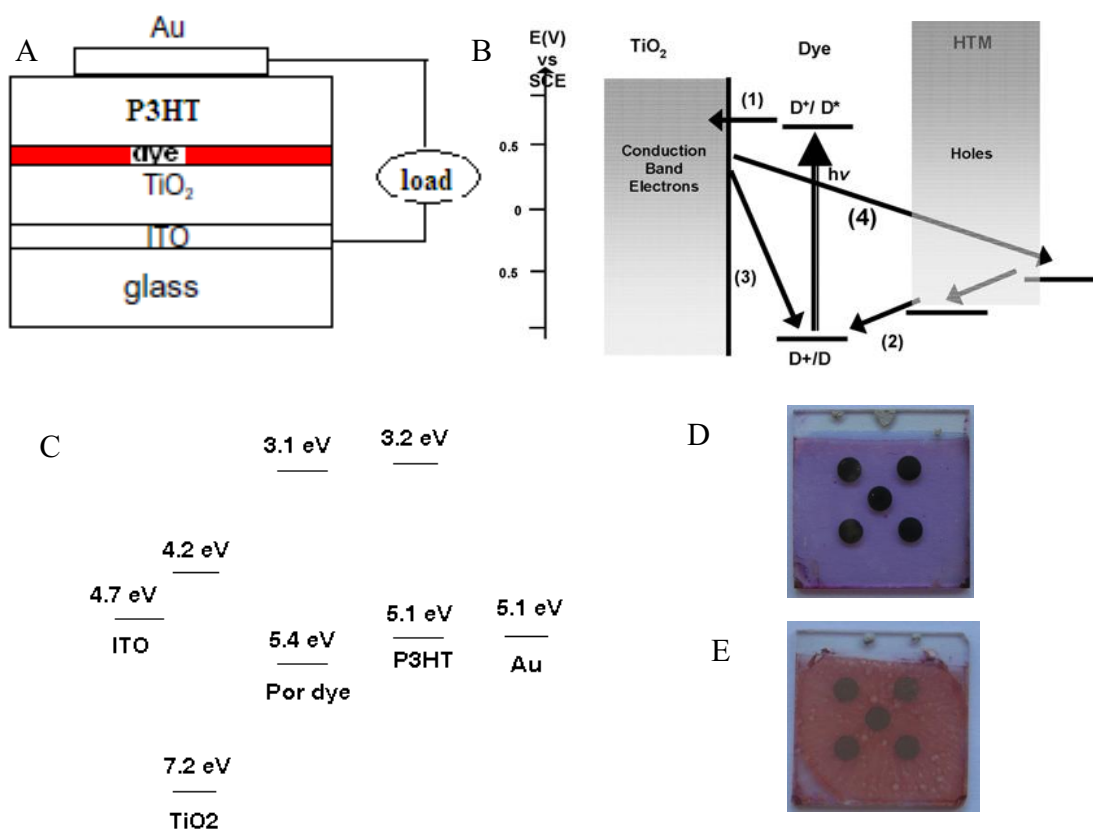 A
Au
P3HT
dye
TiO2
ITO
glass
load
B
E(V)
vs
SCE
0.5
0
0.5
TiO2
Dye
HTM
(1)
D+/ D*
Conduction
Band
Electrons
hν
Holes
(4)
(3)
(2)
D+/D
C
3.1 eV
3.2 eV
4.2 eV
4.7 eV
ITO
5.4 eV
Por dye
5.1 eV
P3HT
5.1 eV
Au
7.2 eV
TiO2
D
E